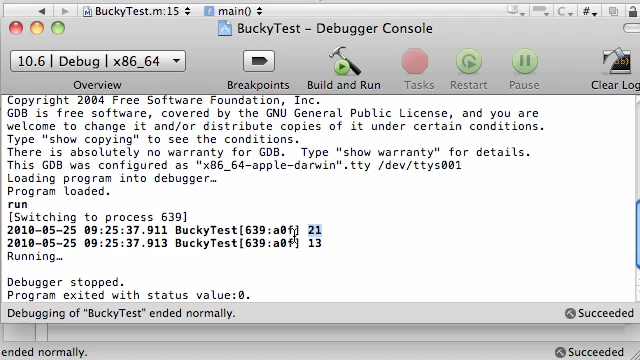 BuckyTest.m:15 main()
BuckyTest – Debugger Console
10.6 | Debug | x86_64
Overview Breakpoints Build and Run Tasks Restart Pause Clear Log
Copyright 2004 Free Software Foundation, Inc.
GDB is free software, covered by the GNU General Public License, and you are
welcome to change it and/or distribute copies of it under certain conditions.
Type "show copying" to see the conditions.
There is absolutely no warranty for GDB.  Type "show warranty" for details.
This GDB was configured as "x86_64-apple-darwin".tty /dev/ttys001
Loading program into debugger…
Program loaded.
run
[Switching to process 639]
2010-05-25 09:25:37.911 BuckyTest[639:a0f] 21
2010-05-25 09:25:37.913 BuckyTest[639:a0f] 13
Running…
Debugger stopped.
Program exited with status value:0.
Debugging of “BuckyTest” ended normally. Succeeded
ended normally. Succeeded